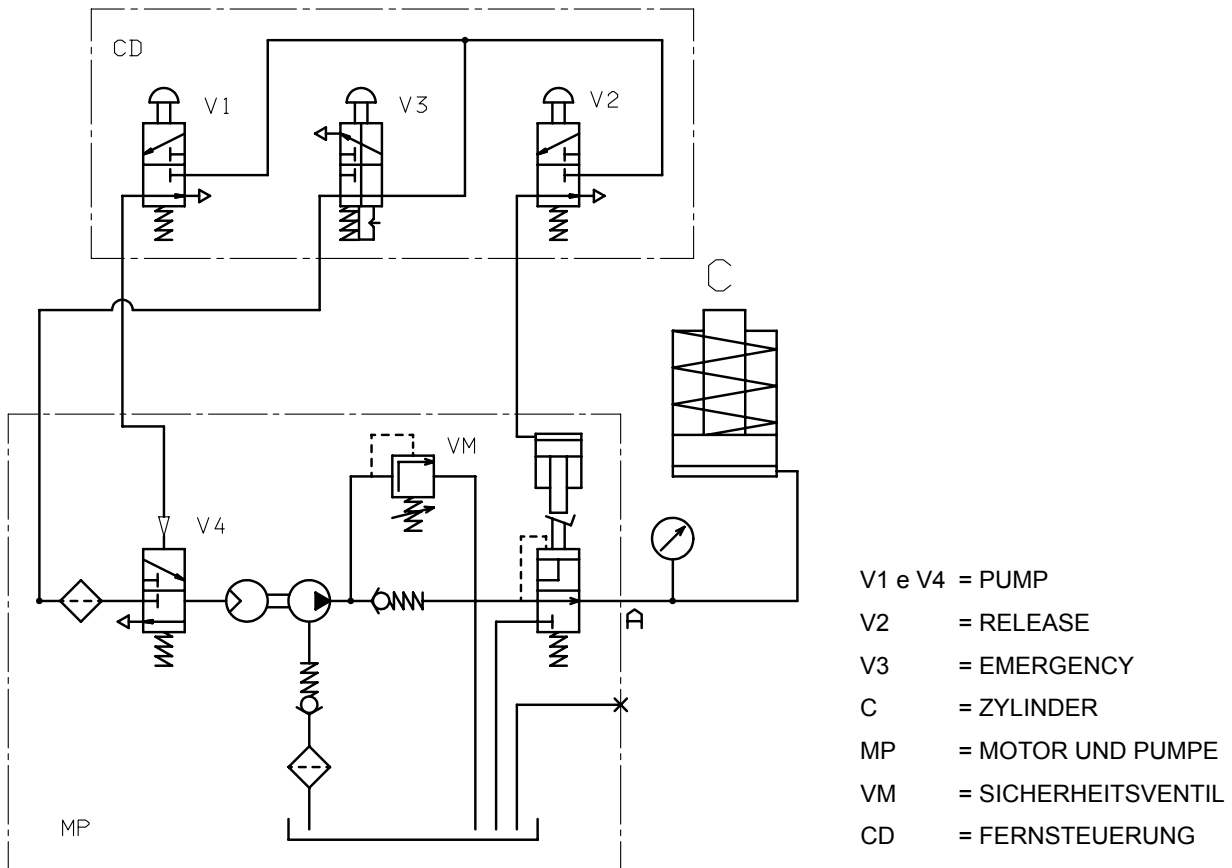 CD
V1
V3
V2
C
VM
V4
A
MP
V1 e V4 = PUMP
V2 = RELEASE
V3 = EMERGENCY
C = ZYLINDER
MP = MOTOR UND PUMPE
VM = SICHERHEITSVENTIL
CD = FERNSTEUERUNG